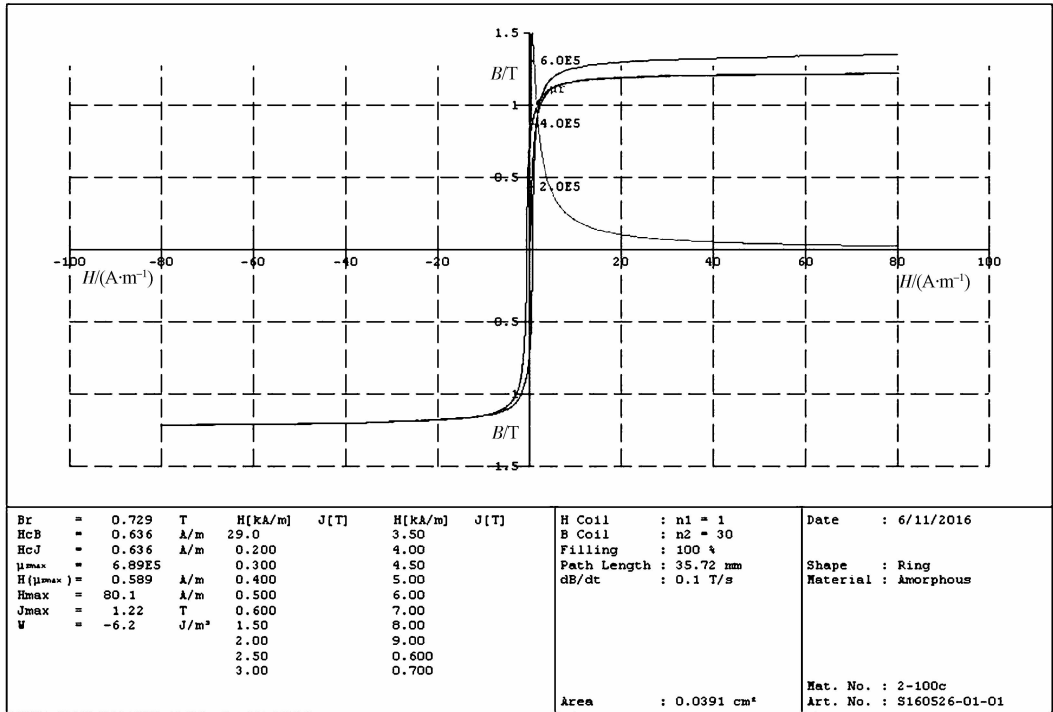 1.5
B/T
6.0E5
μr
1
4.0E5
0.5
2.0E5
-100 -80 -60 -40 -20 20 40 60 80 100
H/(A·m⁻¹) H/(A·m⁻¹)
0.5
1
B/T
1.5
Br = 0.729 T
HcB = 0.636 A/m
HcJ = 0.636 A/m
μmax = 6.89E5
H(μmax) = 0.589 A/m
Hmax = 80.1 A/m
Jmax = 1.22 T
W = -6.2 J/m³
H[kA/m] J[T] H[kA/m] J[T]
29.0 3.50
0.200 4.00
0.300 4.50
0.400 5.00
0.500 6.00
0.600 7.00
1.50 8.00
2.00 9.00
2.50 0.600
3.00 0.700
H Coil : n1 = 1
B Coil : n2 = 30
Filling : 100 %
Path Length : 35.72 mm
dB/dt : 0.1 T/s
Area : 0.0391 cm²
Date : 6/11/2016
Shape : Ring
Material : Amorphous
Mat. No. : 2-100c
Art. No. : S160526-01-01